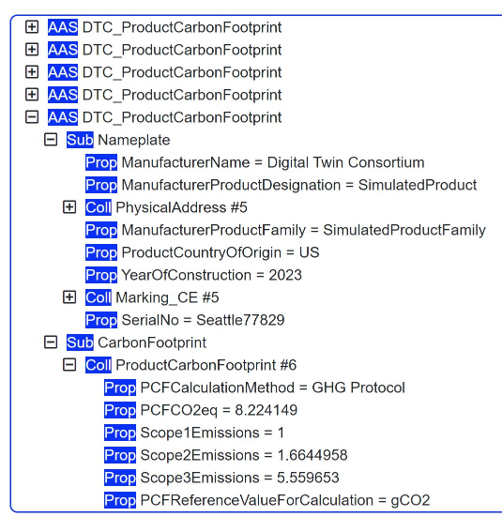 AAS DTC_ProductCarbonFootprint
AAS DTC_ProductCarbonFootprint
AAS DTC_ProductCarbonFootprint
AAS DTC_ProductCarbonFootprint
AAS DTC_ProductCarbonFootprint
Sub Nameplate
Prop ManufacturerName = Digital Twin Consortium
Prop ManufacturerProductDesignation = SimulatedProduct
Coll PhysicalAddress #5
Prop ManufacturerProductFamily = SimulatedProductFamily
Prop ProductCountryOfOrigin = US
Prop YearOfConstruction = 2023
Coll Marking_CE #5
Prop SerialNo = Seattle77829
Sub CarbonFootprint
Coll ProductCarbonFootprint #6
Prop PCFCalculationMethod = GHG Protocol
Prop PCFCO2eq = 8.224149
Prop Scope1Emissions = 1
Prop Scope2Emissions = 1.6644958
Prop Scope3Emissions = 5.559653
Prop PCFReferenceValueForCalculation = gCO2